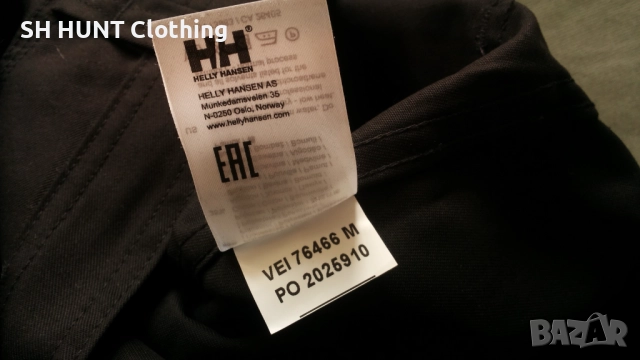 SH HUNT Clothing
HH®
HELLY HANSEN
HELLY HANSEN AS
Munkedamsveien 35
N-0250 Oslo, Norway
www.hellyhansen.com
EAC
VEI 76466 M
PO 2025910
BAZAR